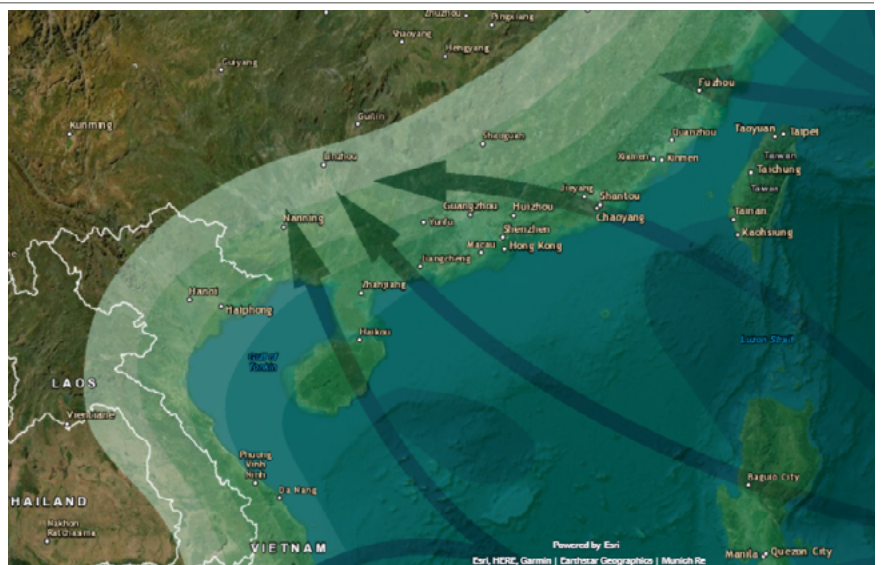 Zhuzhou
Pingxiang
Shaoyang
Hengyang
Guiyang
Fuzhou
Kunming
Guilin
Shaoguan
Quanzhou
Taoyuan
Taipei
Liuzhou
Xiamen
Kinmen
Taiwan
Taichung
Jieyang
Shantou
Taiwan
Guangzhou
Huizhou
Chaoyang
Nanning
Yunfu
Tainan
Shenzhen
Kaohsiung
Macau
Hong Kong
Jiangcheng
Hanoi
Zhanjiang
Haiphong
Haikou
Luzon Strait
Gulf of
Tonkin
LAOS
Vientiane
Phuong
Vinh
Ninh
Baguio City
Da Nang
THAILAND
Nakhon
Ratchasima
VIETNAM
Powered by Esri
Manila
Quezon City
Esri, HERE, Garmin | Earthstar Geographics | Munich Re